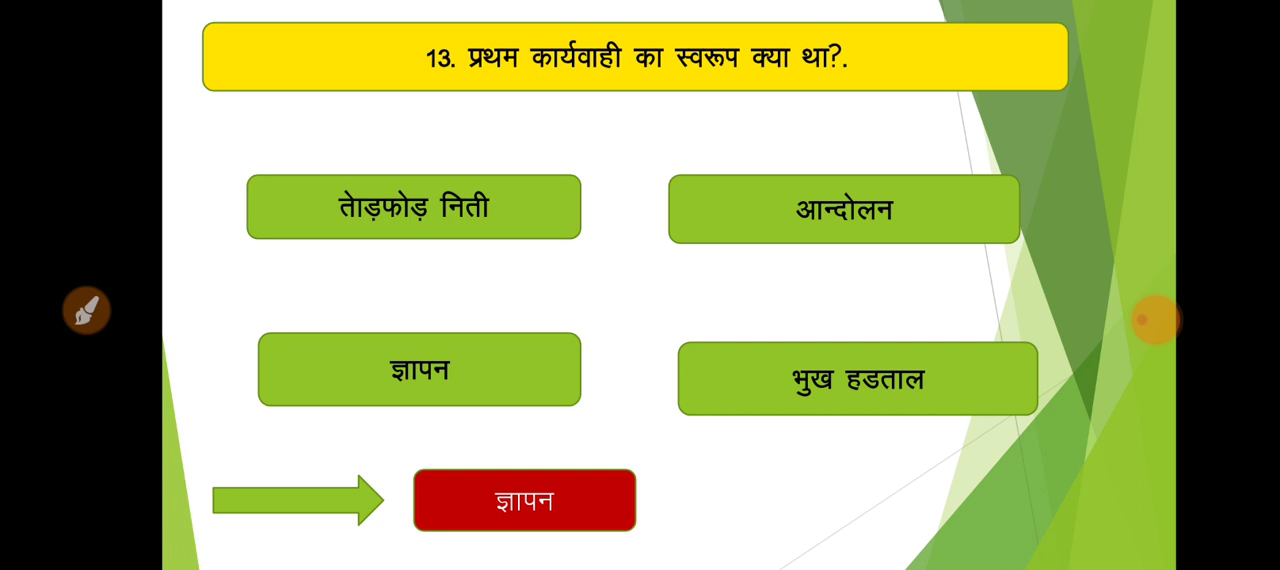 13. प्रथम कार्यवाही का स्वरूप क्या था?.
तेाड़फोड़ निती
आन्दोलन
ज्ञापन
भुख हडताल
ज्ञापन